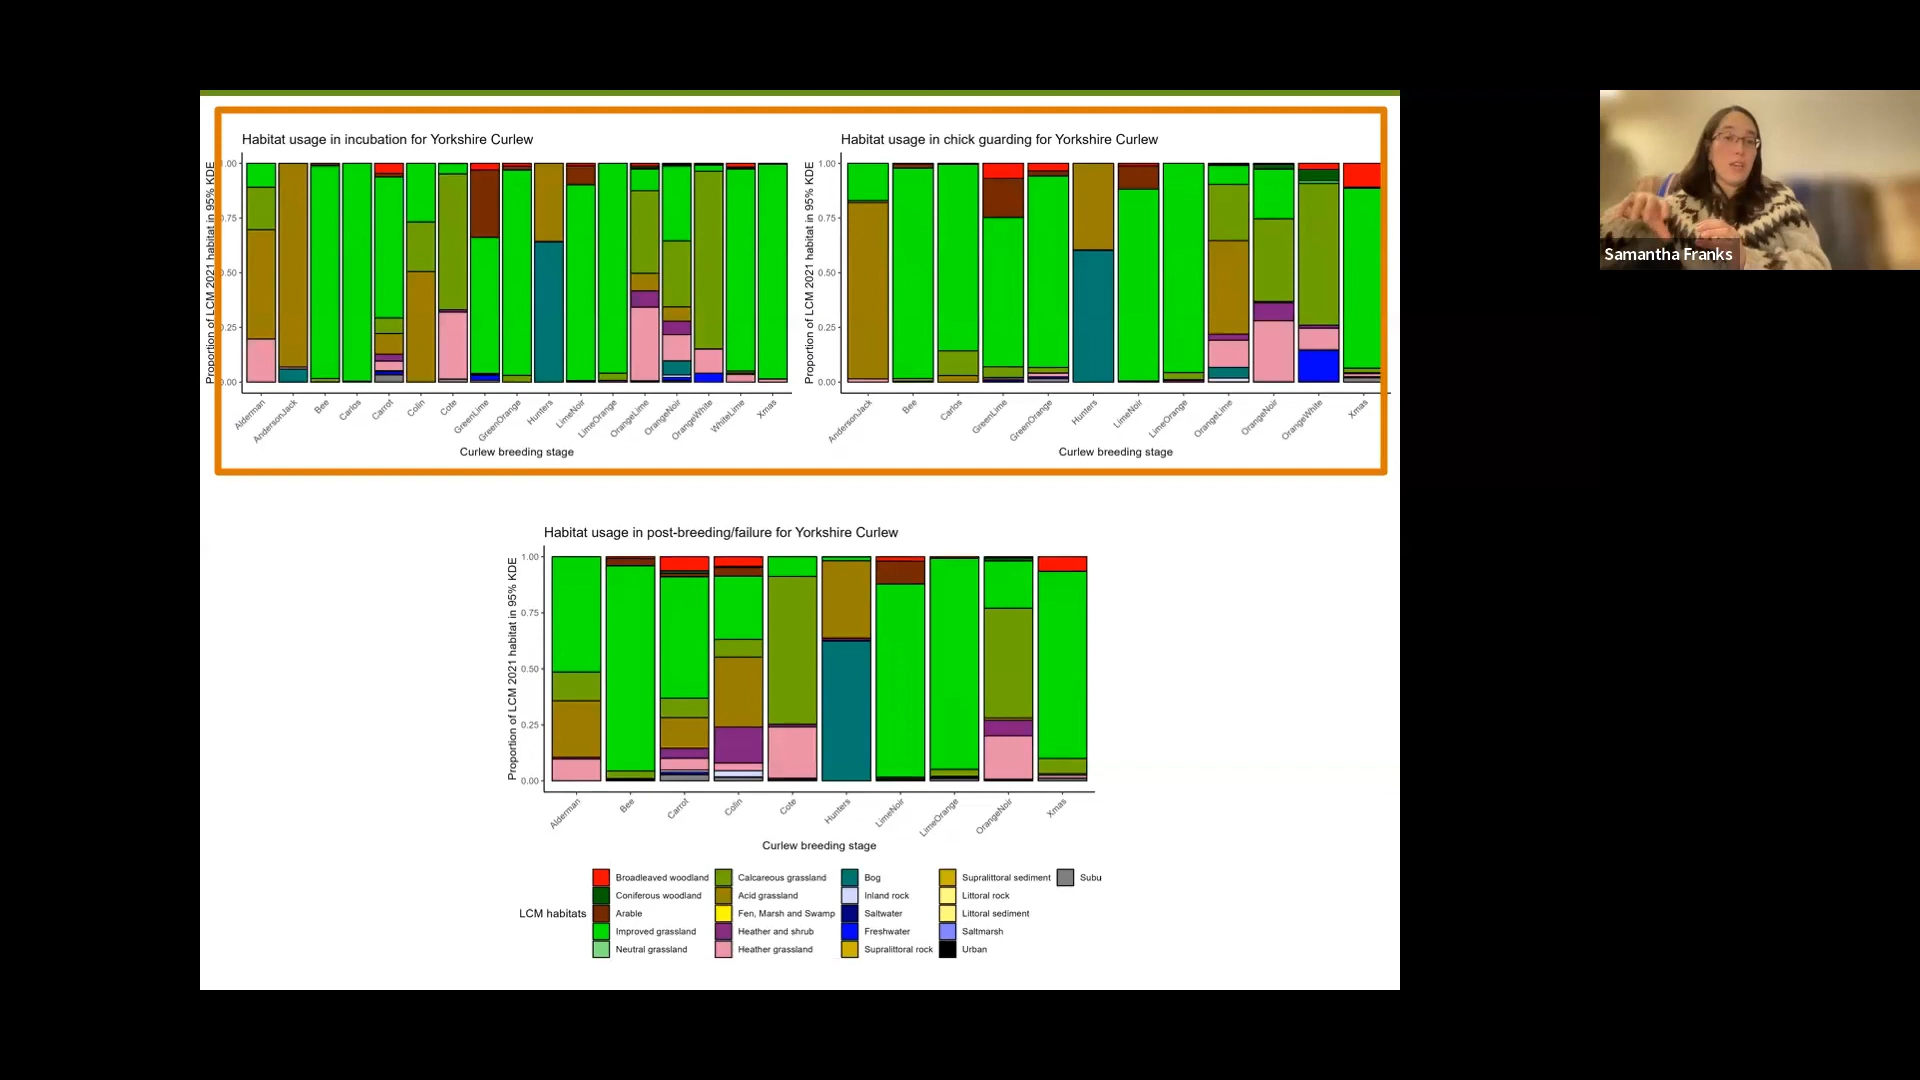 Habitat usage in incubation for Yorkshire Curlew
Proportion of LCM 2021 habitat in 95% KDE
1.00
0.75
0.50
0.25
0.00
Alderman
AndersonJack
Bee
Carlos
Carrot
Colin
Cote
GreenLime
GreenOrange
Hunters
LimeNoir
LimeOrange
OrangeLime
OrangeNoir
OrangeWhite
WhiteLime
Xmas
Curlew breeding stage
Habitat usage in chick guarding for Yorkshire Curlew
Proportion of LCM 2021 habitat in 95% KDE
1.00
0.75
0.50
0.25
0.00
AndersonJack
Bee
Carlos
GreenLime
GreenOrange
Hunters
LimeNoir
LimeOrange
OrangeLime
OrangeNoir
OrangeWhite
Xmas
Curlew breeding stage
Samantha Franks
Habitat usage in post-breeding/failure for Yorkshire Curlew
Proportion of LCM 2021 habitat in 95% KDE
1.00
0.75
0.50
0.25
0.00
Alderman
Bee
Carrot
Colin
Cote
Hunters
LimeNoir
LimeOrange
OrangeNoir
Xmas
Curlew breeding stage
LCM habitats
Broadleaved woodland
Coniferous woodland
Arable
Improved grassland
Neutral grassland
Calcareous grassland
Acid grassland
Fen, Marsh and Swamp
Heather and shrub
Heather grassland
Bog
Inland rock
Saltwater
Freshwater
Supralittoral rock
Supralittoral sediment
Littoral rock
Littoral sediment
Saltmarsh
Urban
Subu